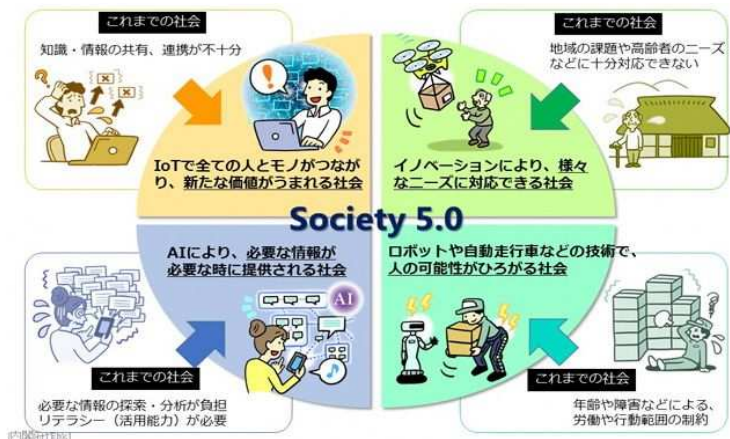 これまでの社会
知識・情報の共有、連携が不十分
IoTで全ての人とモノがつなが
り、新たな価値がうまれる社会
これまでの社会
地域の課題や高齢者のニーズ
などに十分対応できない
イノベーションにより、様々
なニーズに対応できる社会
Society 5.0
AIにより、必要な情報が
必要な時に提供される社会
AI
ロボットや自動走行車などの技術で、
人の可能性がひろがる社会
これまでの社会
必要な情報の探索・分析が負担
リテラシー（活用能力）が必要
これまでの社会
年齢や障害などによる、
労働や行動範囲の制約